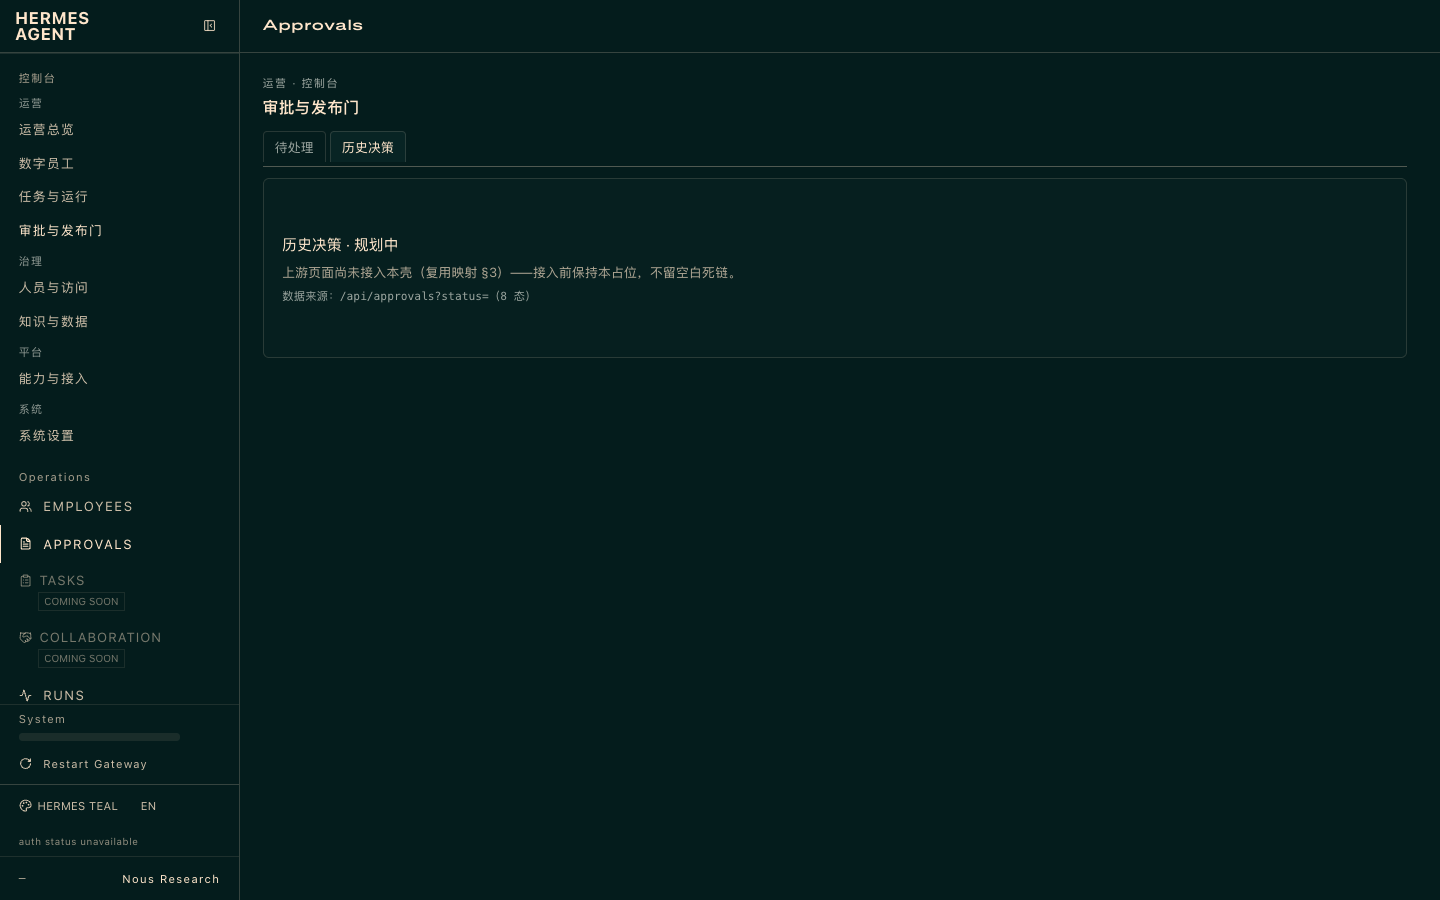 HERMES
AGENT
控制台
运营
运营总览
数字员工
任务与运行
审批与发布门
治理
人员与访问
知识与数据
平台
能力与接入
系统
系统设置
Operations
EMPLOYEES
APPROVALS
TASKS
COMING SOON
COLLABORATION
COMING SOON
RUNS
System
Restart Gateway
HERMES TEAL EN
auth status unavailable
— Nous Research
Approvals
运营 · 控制台
审批与发布门
待处理 历史决策
历史决策 · 规划中
上游页面尚未接入本壳（复用映射 §3）——接入前保持本占位，不留空白死链。
数据来源：/api/approvals?status=（8 态）